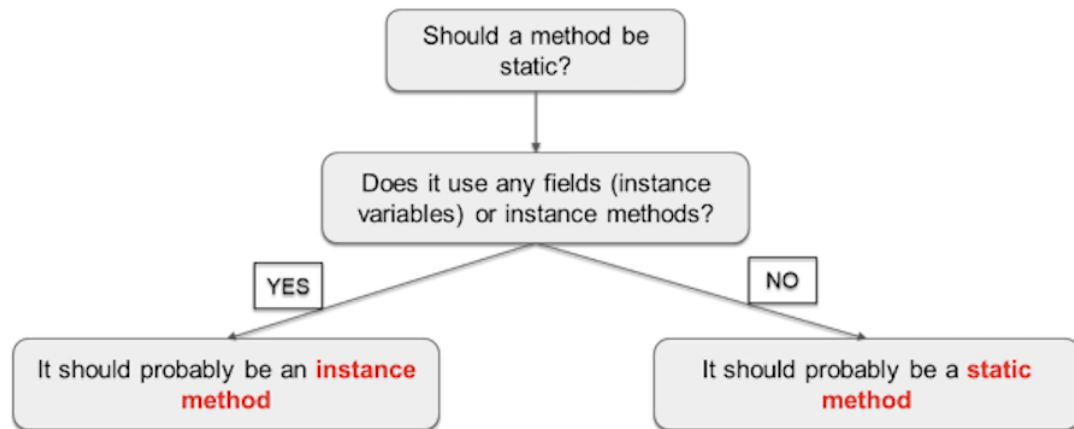 Should a method be
static?
Does it use any fields (instance
variables) or instance methods?
YES
NO
It should probably be an instance
method
It should probably be a static
method